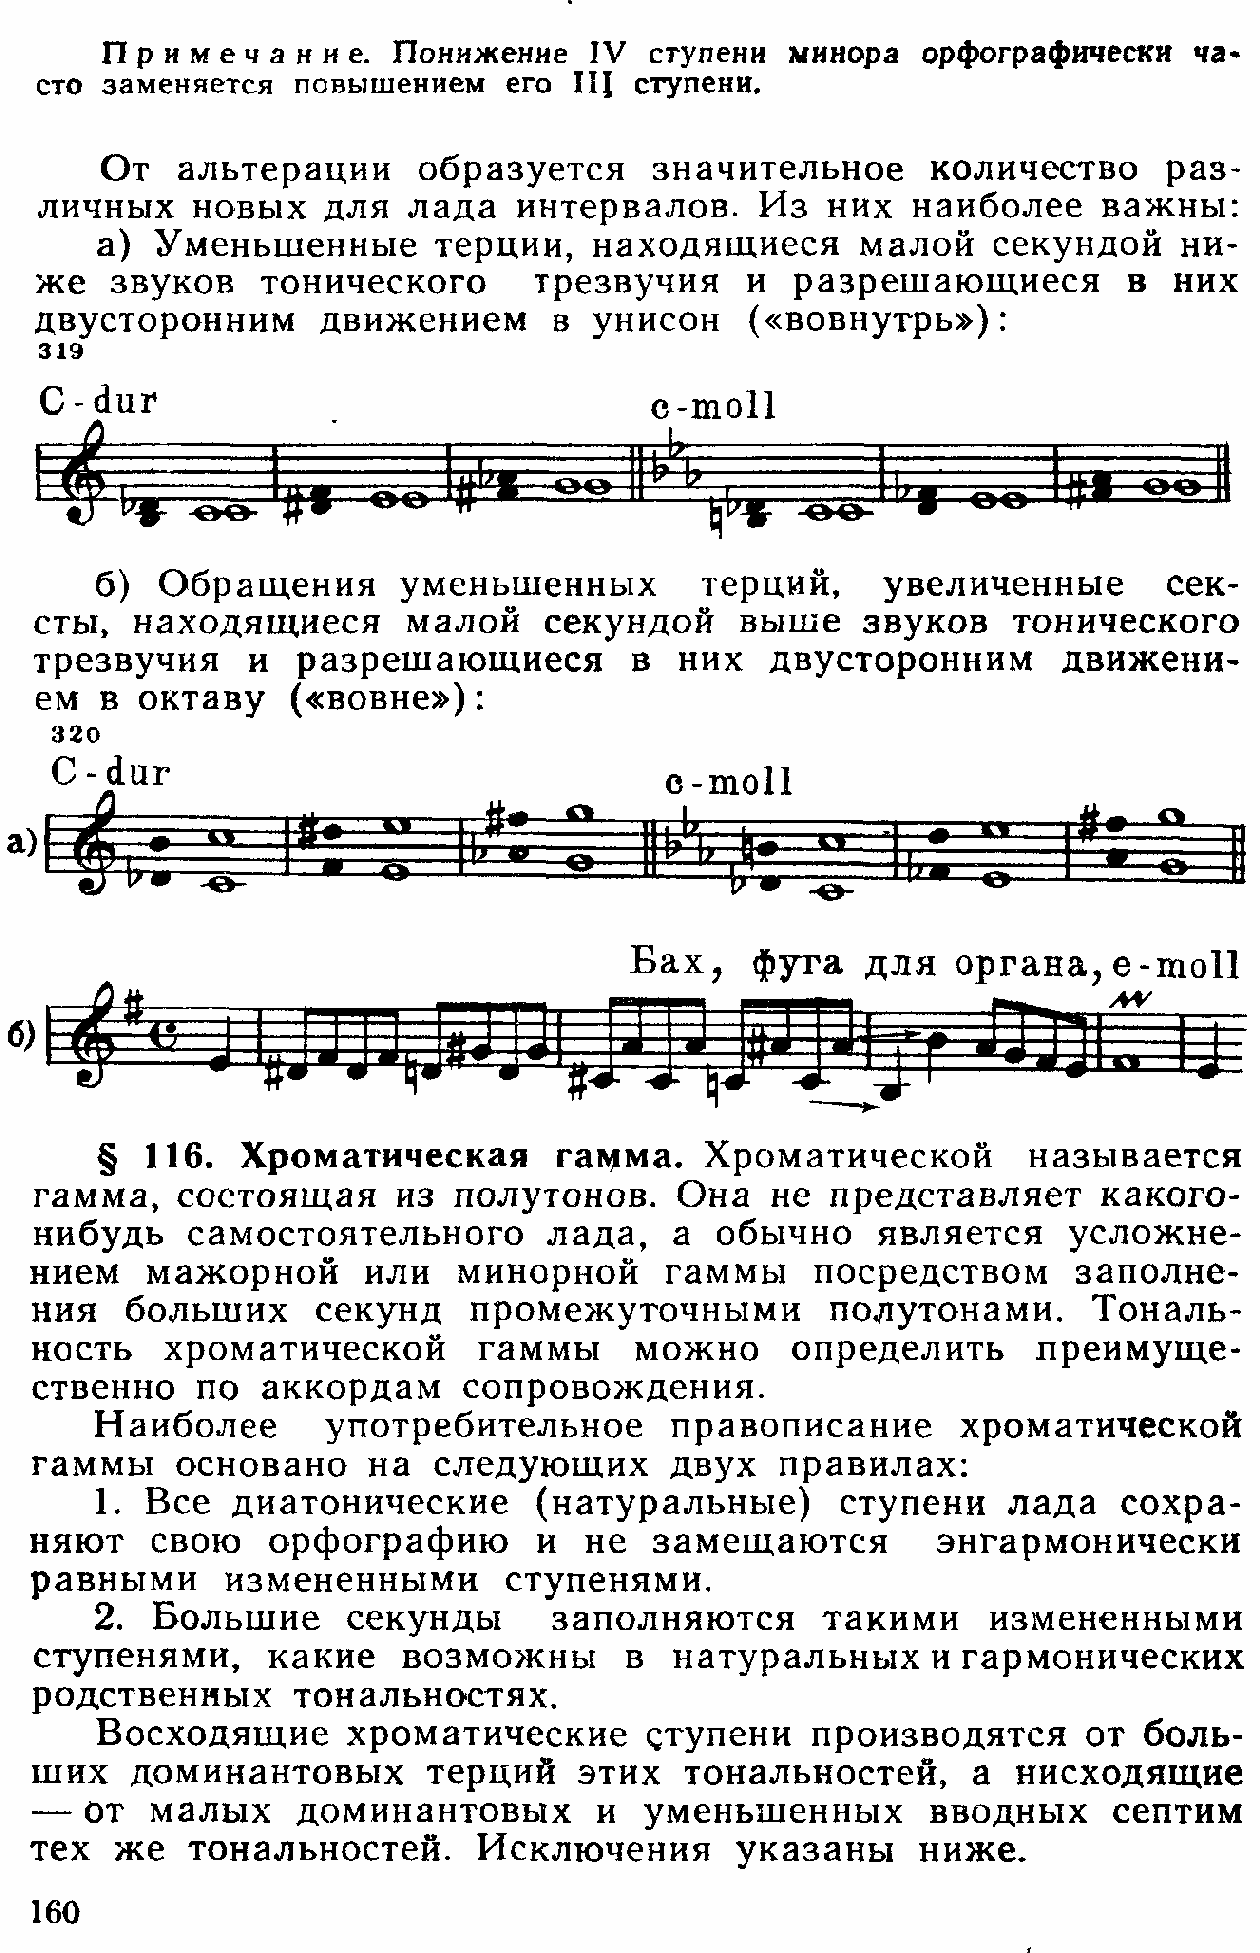 Примечание. Понижение IV ступени минора орфографически ча-
сто заменяется повышением его III ступени.
От альтерации образуется значительное количество раз-
личных новых для лада интервалов. Из них наиболее важны:
а) Уменьшенные терции, находящиеся малой секундой ни-
же звуков тонического трезвучия и разрешающиеся в них
двусторонним движением в унисон («вовнутрь»):
319
C-dur c-moll
б) Обращения уменьшенных терций, увеличенные сек-
сты, находящиеся малой секундой выше звуков тонического
трезвучия и разрешающиеся в них двусторонним движени-
ем в октаву («вовне»):
320
C-dur c-moll
а)
Бах, фуга для органа, e-moll
б)
§ 116. Хроматическая гамма. Хроматической называется
гамма, состоящая из полутонов. Она не представляет какого-
нибудь самостоятельного лада, а обычно является усложне-
нием мажорной или минорной гаммы посредством заполне-
ния больших секунд промежуточными полутонами. Тональ-
ность хроматической гаммы можно определить преимуще-
ственно по аккордам сопровождения.
Наиболее употребительное правописание хроматической
гаммы основано на следующих двух правилах:
1. Все диатонические (натуральные) ступени лада сохра-
няют свою орфографию и не замещаются энгармонически
равными измененными ступенями.
2. Большие секунды заполняются такими измененными
ступенями, какие возможны в натуральных и гармонических
родственных тональностях.
Восходящие хроматические ступени производятся от боль-
ших доминантовых терций этих тональностей, а нисходящие
— от малых доминантовых и уменьшенных вводных септим
тех же тональностей. Исключения указаны ниже.
160